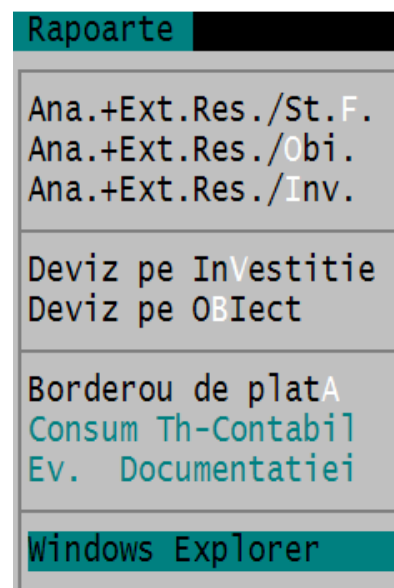 Rapoarte
Ana.+Ext.Res./St.F.
Ana.+Ext.Res./Obi.
Ana.+Ext.Res./Inv.
Deviz pe InVestitie
Deviz pe OBIect
Borderou de platA
Consum Th-Contabil
Ev.  Documentatiei
Windows Explorer